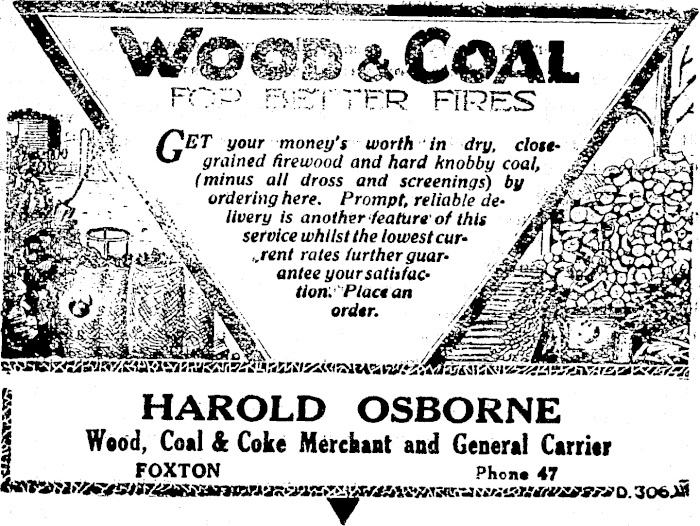 WOOD & COAL
FOR BETTER FIRES
GET your money's worth in dry, close-
grained firewood and hard knobby coal,
(minus all dross and screenings) by
ordering here. Prompt, reliable de-
livery is another feature of this
service whilst the lowest cur-
rent rates further guar-
antee your satisfac-
tion. Place an
order.
HAROLD OSBORNE
Wood, Coal & Coke Merchant and General Carrier
FOXTON Phone 47
D.306